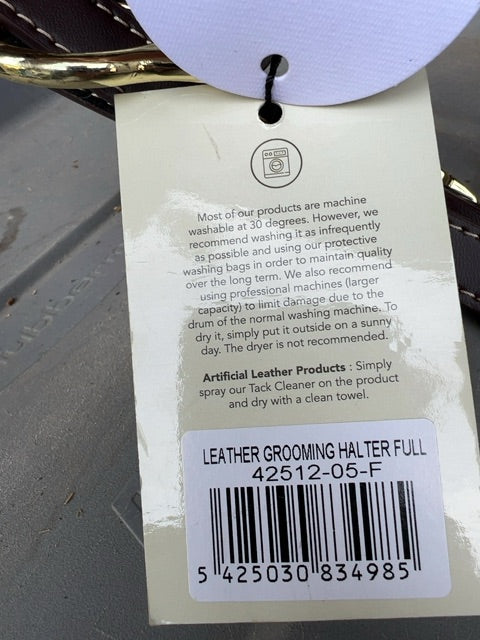 Most of our products are machine
washable at 30 degrees. However, we
recommend washing it as infrequently
as possible and using our protective
washing bags in order to maintain quality
over the long term. We also recommend
using professional machines (larger
capacity) to limit damage due to the
drum of the normal washing machine. To
dry it, simply put it outside on a sunny
day. The dryer is not recommended.
Artificial Leather Products : Simply
spray our Tack Cleaner on the product
and dry with a clean towel.
LEATHER GROOMING HALTER FULL
42512-05-F
5 425030 834985